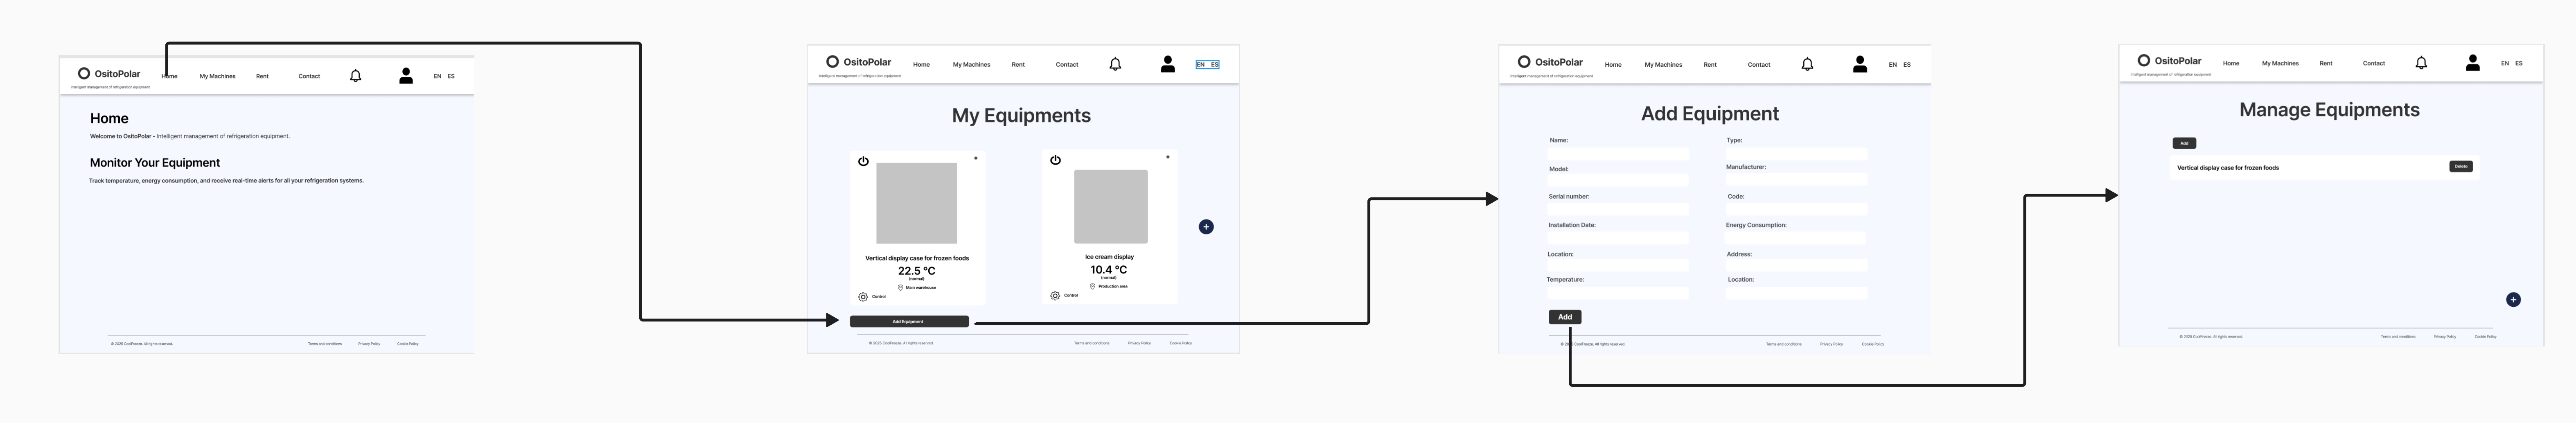 OsitoPolar Home My Machines Rent Contact EN ES
Intelligent management of refrigeration equipment
Home
Welcome to OsitoPolar - Intelligent management of refrigeration equipment.
Monitor Your Equipment
Track temperature, energy consumption, and receive real-time alerts for all your refrigeration systems.
© 2025 CoolFreeze. All rights reserved. Terms and conditions Privacy Policy Cookie Policy
OsitoPolar Home My Machines Rent Contact EN ES
Intelligent management of refrigeration equipment
My Equipments
Vertical display case for frozen foods
22.5 °C
(normal)
Main warehouse
Control
Ice cream display
10.4 °C
(normal)
Production area
Control
+
Add Equipment
© 2025 CoolFreeze. All rights reserved. Terms and conditions Privacy Policy Cookie Policy
OsitoPolar Home My Machines Rent Contact EN ES
Intelligent management of refrigeration equipment
Add Equipment
Name: Type:
Model: Manufacturer:
Serial number: Code:
Installation Date: Energy Consumption:
Location: Address:
Temperature: Location:
Add
© 2025 CoolFreeze. All rights reserved. Terms and conditions Privacy Policy Cookie Policy
OsitoPolar Home My Machines Rent Contact EN ES
Intelligent management of refrigeration equipment
Manage Equipments
Add
Vertical display case for frozen foods Delete
+
© 2025 CoolFreeze. All rights reserved. Terms and conditions Privacy Policy Cookie Policy